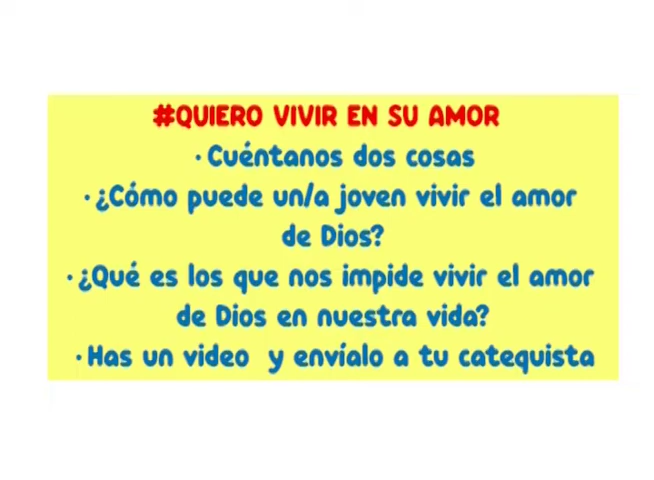 #QUIERO VIVIR EN SU AMOR
· Cuéntanos dos cosas
· ¿Cómo puede un/a joven vivir el amor
de Dios?
· ¿Qué es los que nos impide vivir el amor
de Dios en nuestra vida?
· Has un video y envíalo a tu catequista